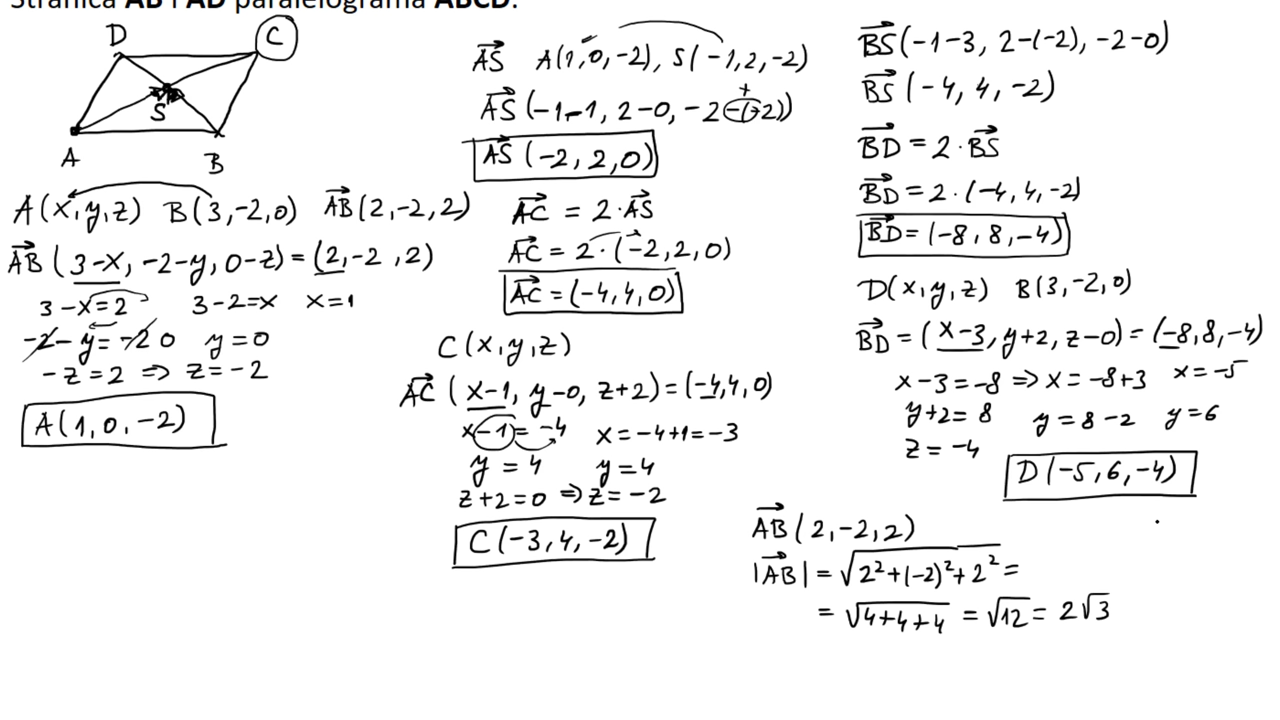 Stranica AB i AD paralelograma ABCD.
D C
S
A B
A(x,y,z) B(3,-2,0) AB→(2,-2,2)
AB→(3-x, -2-y, 0-z)=(2,-2,2)
3-x=2 3-2=x x=1
-2-y=-2 0 y=0
-z=2 ⇒ z=-2
A(1,0,-2)
AS→ A(1,0,-2), S(-1,2,-2)
AS→(-1-1, 2-0, -2-(-2))
+
AS→(-2,2,0)
AC→ = 2·AS→
AC→ = 2·(-2,2,0)
AC→=(-4,4,0)
C(x,y,z)
AC→(x-1, y-0, z+2)=(-4,4,0)
x-1=-4 x=-4+1=-3
y=4 y=4
z+2=0 ⇒ z=-2
C(-3,4,-2)
BS→(-1-3, 2-(-2), -2-0)
BS→(-4,4,-2)
BD→ = 2·BS→
BD→ = 2·(-4,4,-2)
BD→=(-8,8,-4)
D(x,y,z) B(3,-2,0)
BD→=(x-3, y+2, z-0)=(-8,8,-4)
x-3=-8 ⇒ x=-8+3 x=-5
y+2=8 y=8-2 y=6
z=-4
D(-5,6,-4)
AB→(2,-2,2)
|AB→|=√2²+(-2)²+2² =
=√4+4+4 = √12 = 2√3